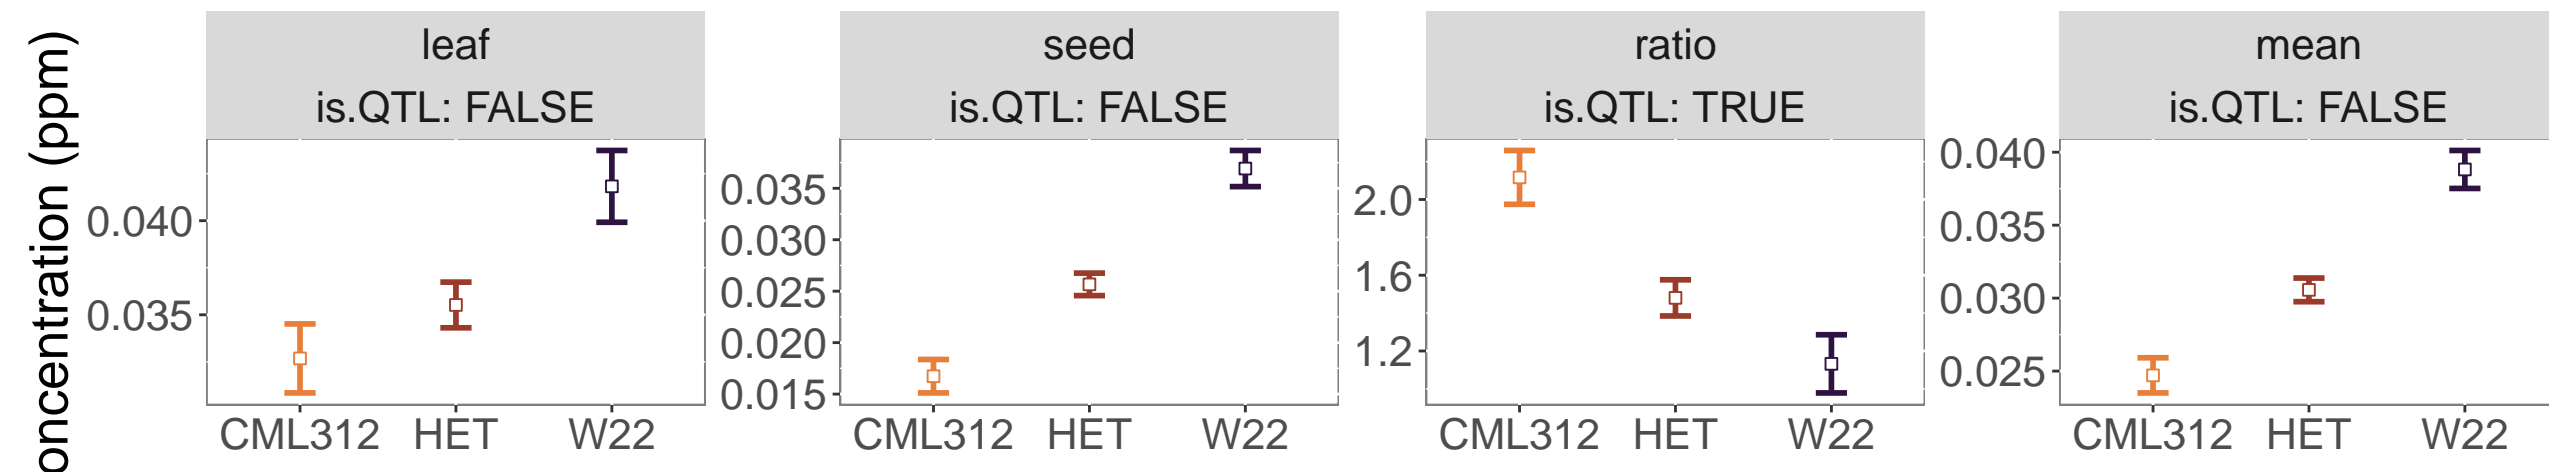 oncentration (ppm)
leaf
is.QTL: FALSE
0.040
0.035
CML312 HET W22
seed
is.QTL: FALSE
0.035
0.030
0.025
0.020
0.015
CML312 HET W22
ratio
is.QTL: TRUE
2.0
1.6
1.2
CML312 HET W22
mean
is.QTL: FALSE
0.040
0.035
0.030
0.025
CML312 HET W22